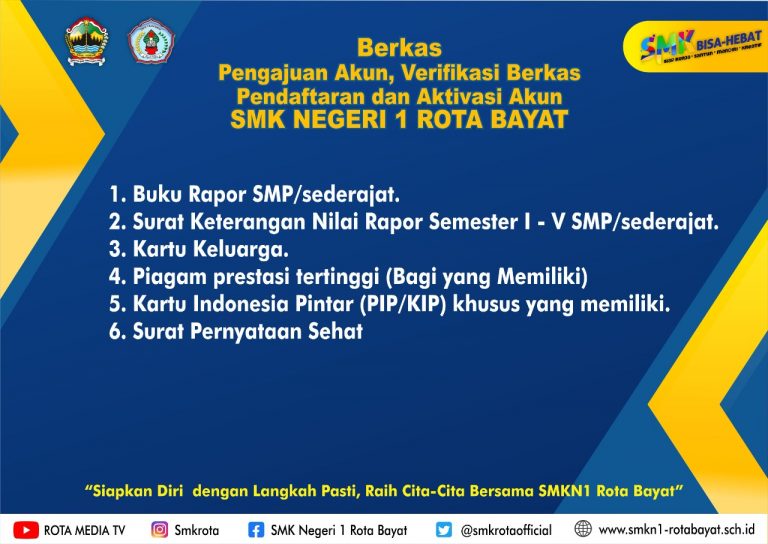 SMK BISA-HEBAT
Berkas
Pengajuan Akun, Verifikasi Berkas
Pendaftaran dan Aktivasi Akun
SMK NEGERI 1 ROTA BAYAT
1. Buku Rapor SMP/sederajat.
2. Surat Keterangan Nilai Rapor Semester I - V SMP/sederajat.
3. Kartu Keluarga.
4. Piagam prestasi tertinggi (Bagi yang Memiliki)
5. Kartu Indonesia Pintar (PIP/KIP) khusus yang memiliki.
6. Surat Pernyataan Sehat
“Siapkan Diri dengan Langkah Pasti, Raih Cita-Cita Bersama SMKN1 Rota Bayat”
ROTA MEDIA TV Smkrota SMK Negeri 1 Rota Bayat @smkrotaofficial www.smkn1-rotabayat.sch.id